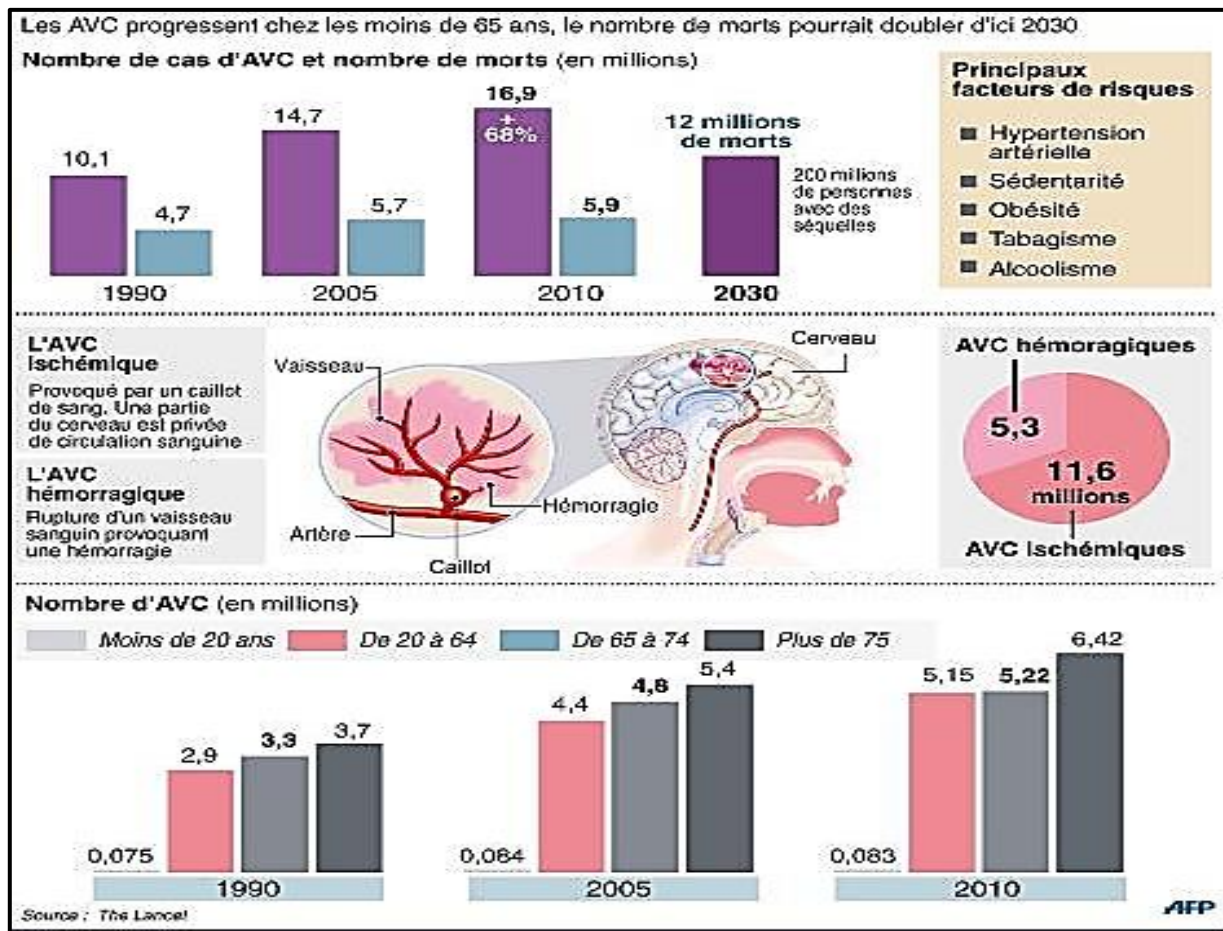 Les AVC progressent chez les moins de 65 ans, le nombre de morts pourrait doubler d'ici 2030
Nombre de cas d'AVC et nombre de morts (en millions)
10,1
4,7
1990
14,7
5,7
2005
16,9
+
68%
5,9
2010
12 millions
de morts
200 millions
de personnes
avec des
séquelles
2030
Principaux
facteurs de risques
Hypertension
artérielle
Sédentarité
Obésité
Tabagisme
Alcoolisme
L'AVC
ischémique
Provoqué par un caillot
de sang. Une partie
du cerveau est privée
de circulation sanguine
L'AVC
hémorragique
Rupture d'un vaisseau
sanguin provoquant
une hémorragie
Vaisseau
Artère
Caillot
Hémorragie
Cerveau
AVC hémoragiques
5,3
11,6
millions
AVC ischémiques
Nombre d'AVC (en millions)
Moins de 20 ans
De 20 à 64
De 65 à 74
Plus de 75
0,075
2,9
3,3
3,7
1990
0,084
4,4
4,8
5,4
2005
0,083
5,15
5,22
6,42
2010
Source : The Lancet
AFP